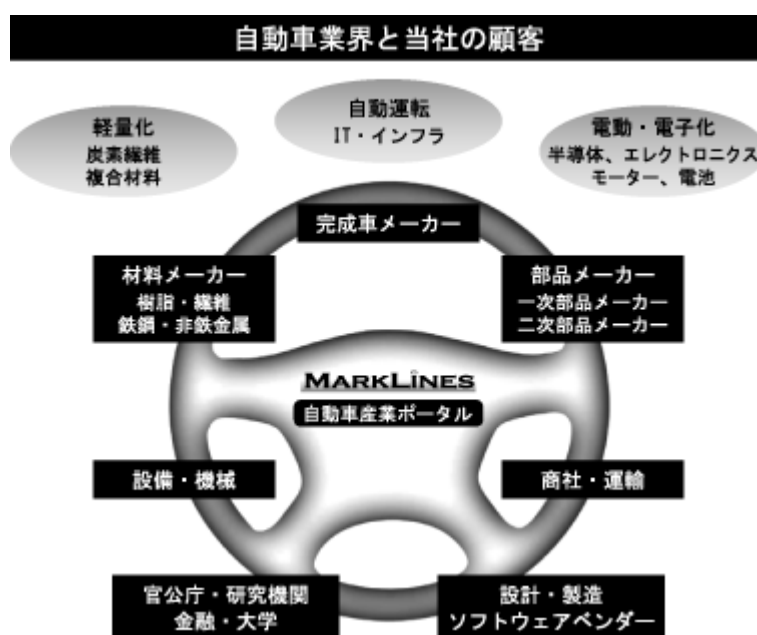 自動車業界と当社の顧客
軽量化
炭素繊維
複合材料
自動運転
IT・インフラ
電動・電子化
半導体、エレクトロニクス
モーター、電池
完成車メーカー
材料メーカー
樹脂・繊維
鉄鋼・非鉄金属
部品メーカー
一次部品メーカー
二次部品メーカー
MARKLINES
自動車産業ポータル
設備・機械
商社・運輸
官公庁・研究機関
金融・大学
設計・製造
ソフトウェアベンダー